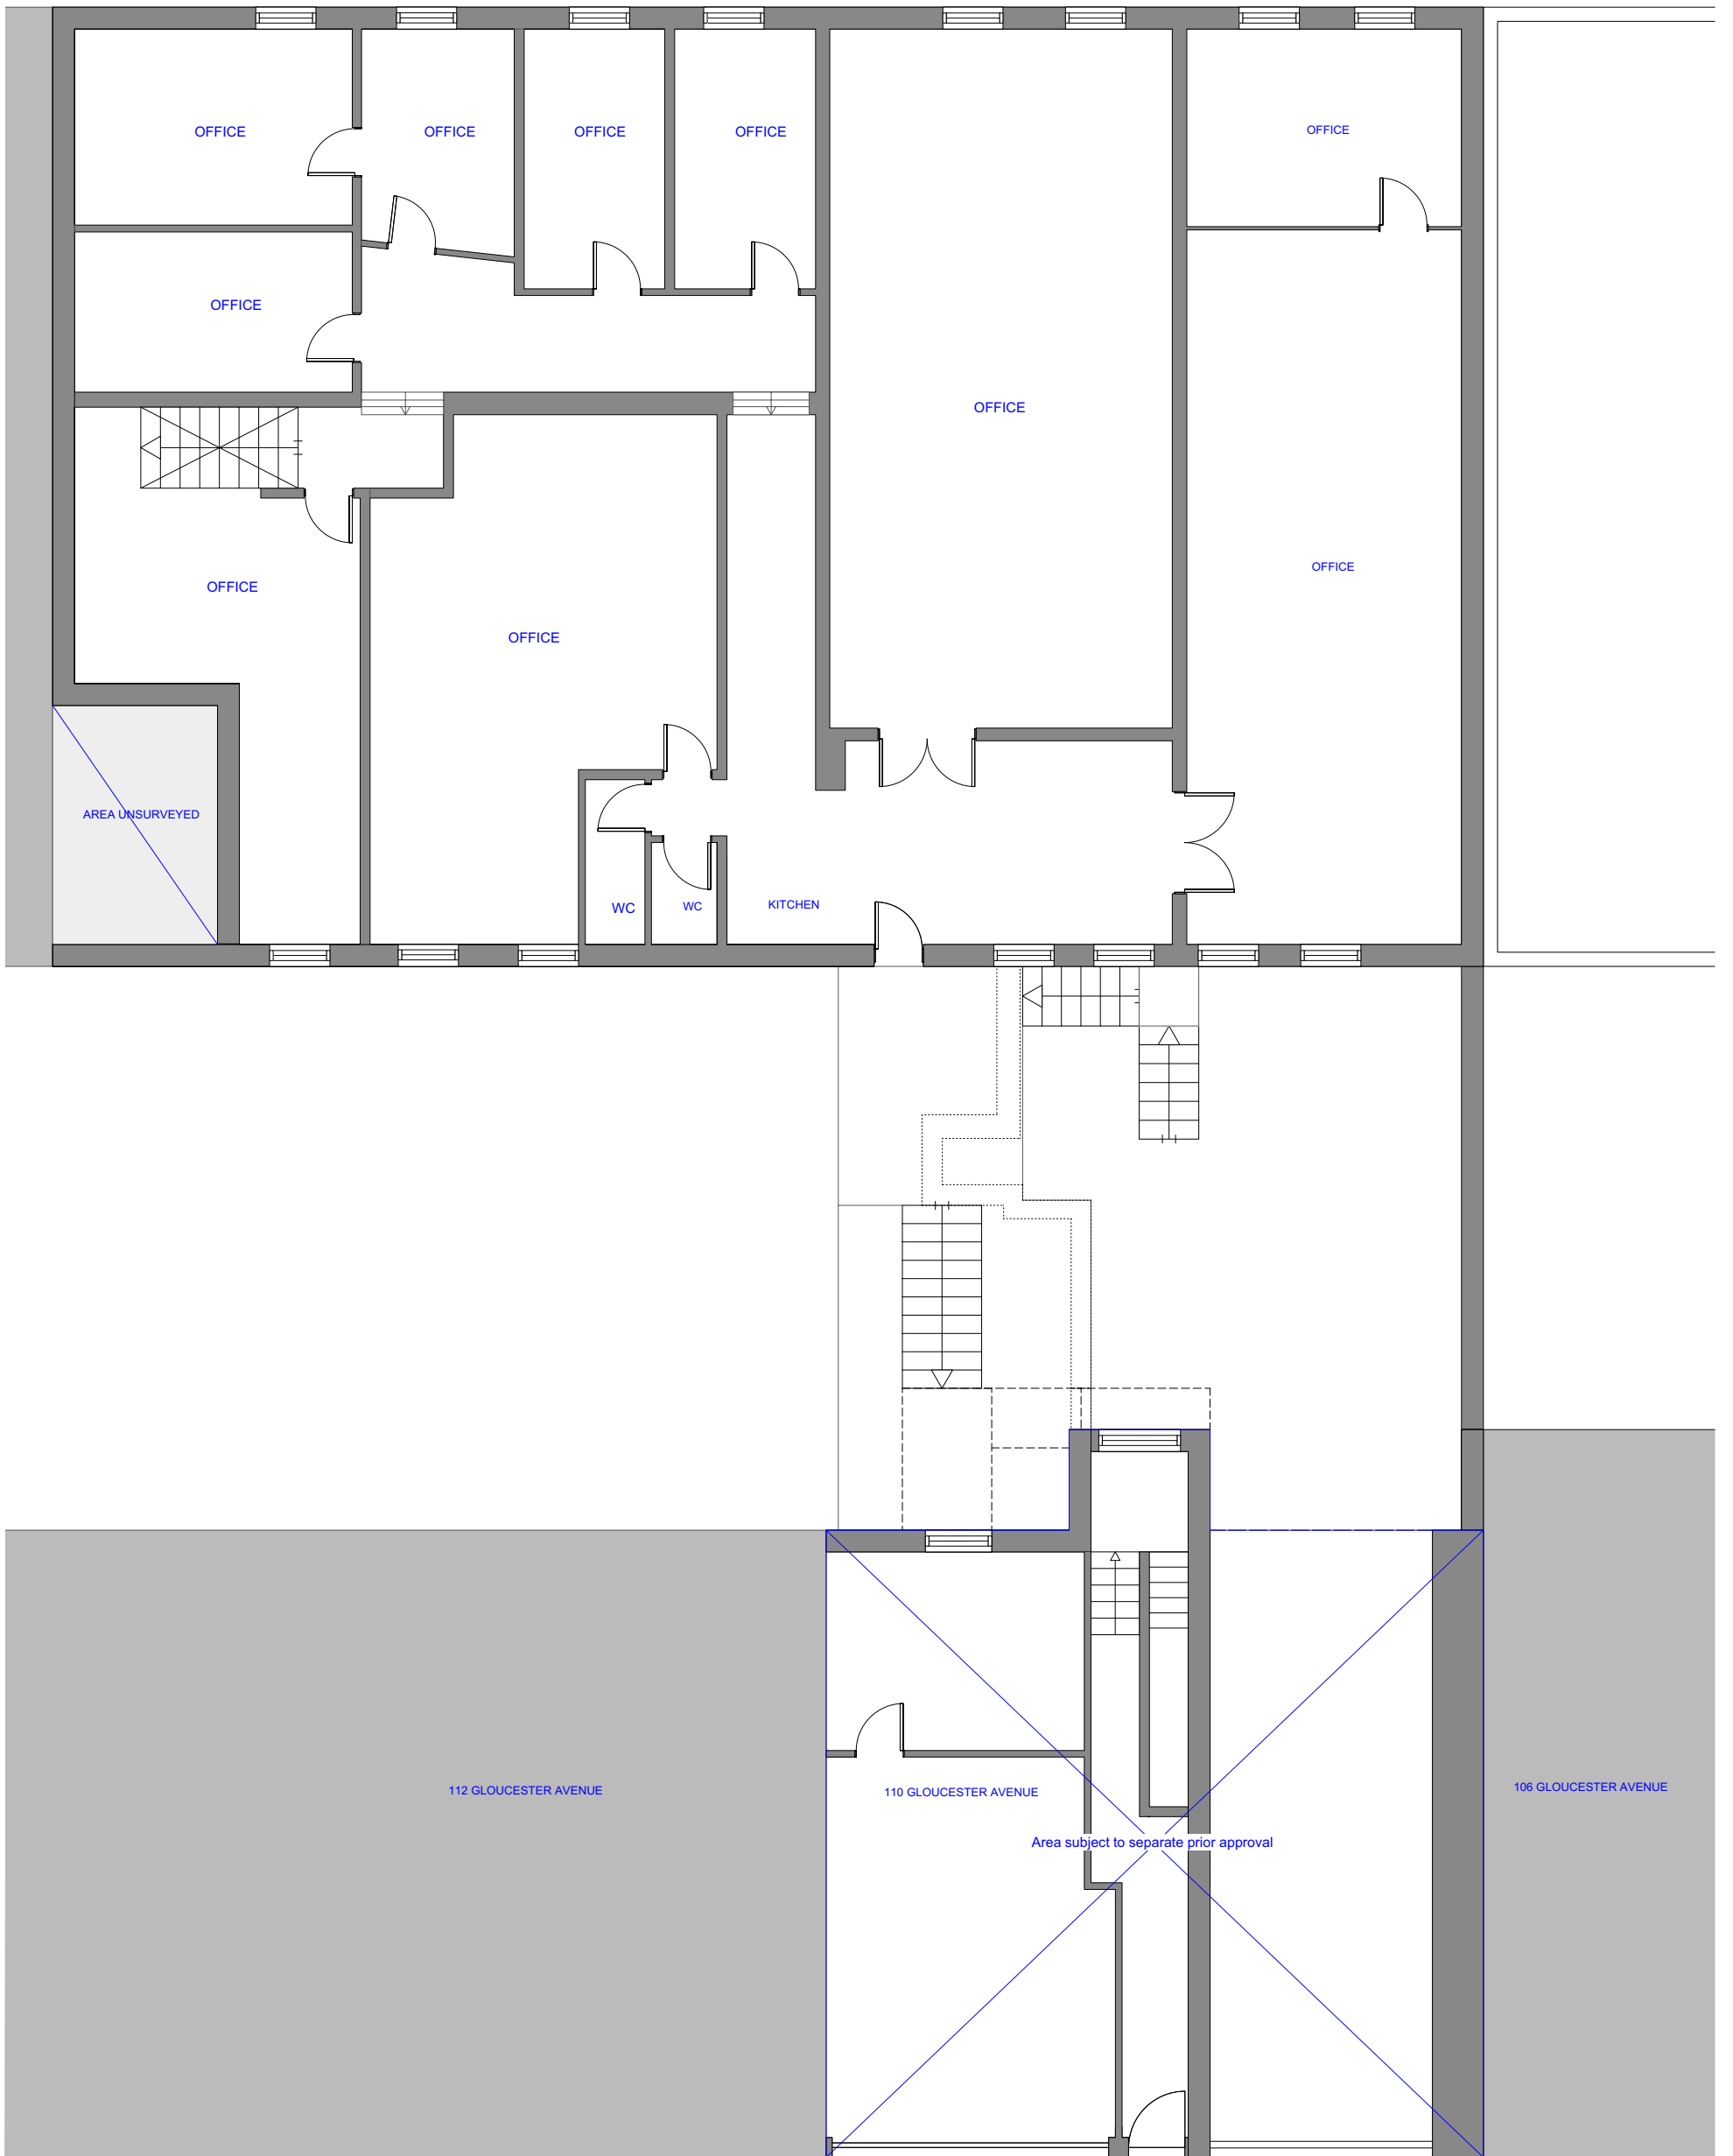 OFFICE
OFFICE
OFFICE
OFFICE
OFFICE
OFFICE
OFFICE
OFFICE
OFFICE
OFFICE
AREA UNSURVEYED
WC
WC
KITCHEN
112 GLOUCESTER AVENUE
110 GLOUCESTER AVENUE
106 GLOUCESTER AVENUE
Area subject to separate prior approval